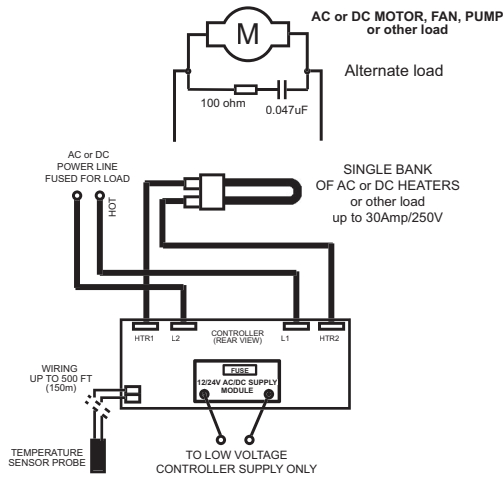 AC or DC MOTOR, FAN, PUMP
or other load
M
Alternate load
100 ohm
0.047uF
AC or DC
POWER LINE
FUSED FOR LOAD
HOT
SINGLE BANK
OF AC or DC HEATERS
or other load
up to 30Amp/250V
HTR1
L2
CONTROLLER
(REAR VIEW)
L1
HTR2
FUSE
12/24V AC/DC SUPPLY
MODULE
WIRING
UP TO 500 FT
(150m)
TEMPERATURE
SENSOR PROBE
TO LOW VOLTAGE
CONTROLLER SUPPLY ONLY